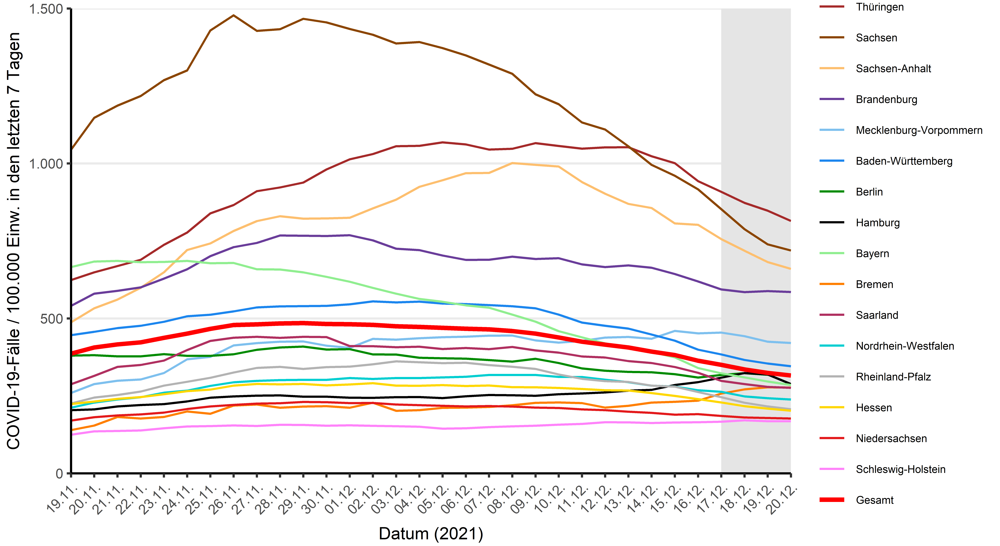 COVID-19-Fälle / 100.000 Einw. in den letzten 7 Tagen
1.500
1.000
500
0
19.11.
20.11.
21.11.
22.11.
23.11.
24.11.
25.11.
26.11.
27.11.
28.11.
29.11.
30.11.
01.12.
02.12.
03.12.
04.12.
05.12.
06.12.
07.12.
08.12.
09.12.
10.12.
11.12.
12.12.
13.12.
14.12.
15.12.
16.12.
17.12.
18.12.
19.12.
20.12.
Datum (2021)
Thüringen
Sachsen
Sachsen-Anhalt
Brandenburg
Mecklenburg-Vorpommern
Baden-Württemberg
Berlin
Hamburg
Bayern
Bremen
Saarland
Nordrhein-Westfalen
Rheinland-Pfalz
Hessen
Niedersachsen
Schleswig-Holstein
Gesamt